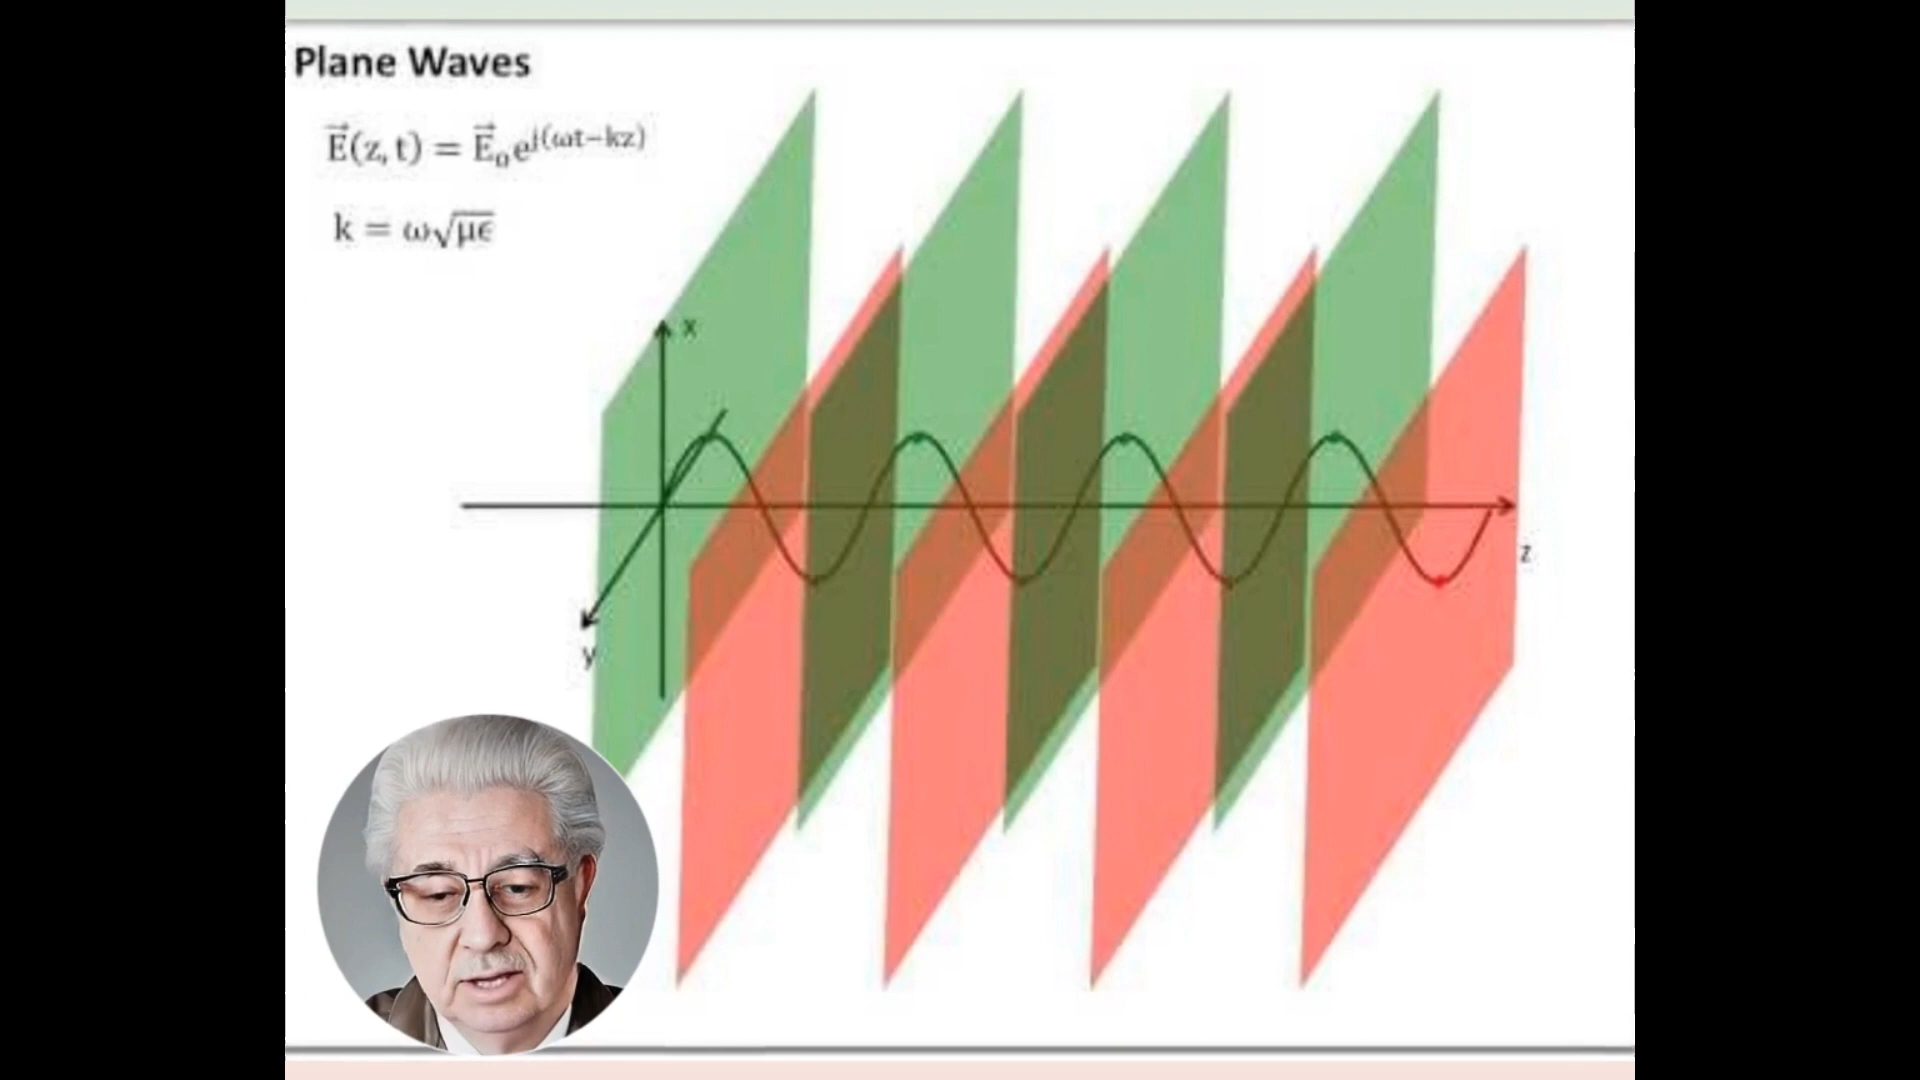 Plane Waves
E⃗(z, t) = E⃗₀e^{j(ωt−kz)}
k = ω√με
x
z
y